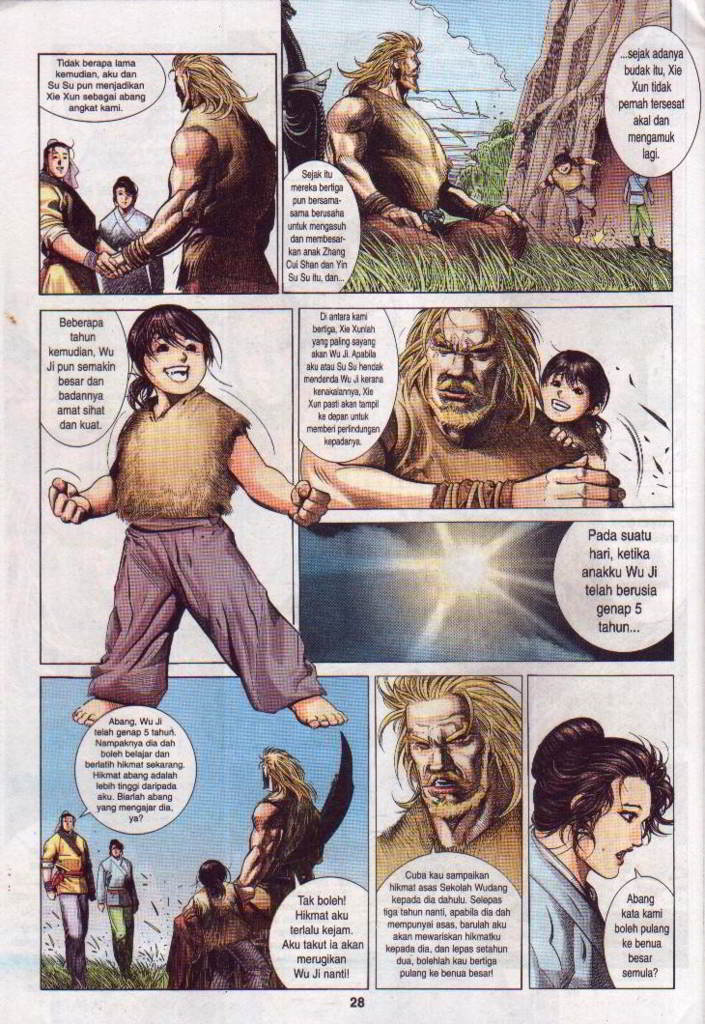 Tidak berapa lama
kemudian, aku dan
Su Su pun menjadikan
Xie Xun sebagai abang
angkat kami.
Sejak itu
mereka bertiga
pun bersama-
sama berusaha
untuk mengasuh
dan membesar-
kan anak Zhang
Cui Shan dan Yin
Su Su itu, dan...
...sejak adanya
budak itu, Xie
Xun tidak
pernah tersesat
akal dan
mengamuk
lagi.
Beberapa
tahun
kemudian, Wu
Ji pun semakin
besar dan
badannya
amat sihat
dan kuat.
Di antara kami
bertiga, Xie Xunlah
yang paling sayang
akan Wu Ji. Apabila
aku atau Su Su hendak
mendenda Wu Ji kerana
kenakalannya, Xie
Xun pasti akan tampil
ke depan untuk
memberi perlindungan
kepadanya.
Pada suatu
hari, ketika
anakku Wu Ji
telah berusia
genap 5
tahun...
Abang, Wu Ji
telah genap 5 tahun.
Nampaknya dia dah
boleh belajar dan
berlatih hikmat sekarang.
Hikmat abang adalah
lebih tinggi daripada
aku. Biarlah abang
yang mengajar dia,
ya?
Tak boleh!
Hikmat aku
terlalu kejam.
Aku takut ia akan
merugikan
Wu Ji nanti!
Cuba kau sampaikan
hikmat asas Sekolah Wudang
kepada dia dahulu. Selepas
tiga tahun nanti, apabila dia dah
mempunyai asas, barulah aku
akan mewariskan hikmatku
kepada dia, dan lepas setahun
dua, bolehlah kau bertiga
pulang ke benua besar!
Abang
kata kami
boleh pulang
ke benua
besar
semula?
28